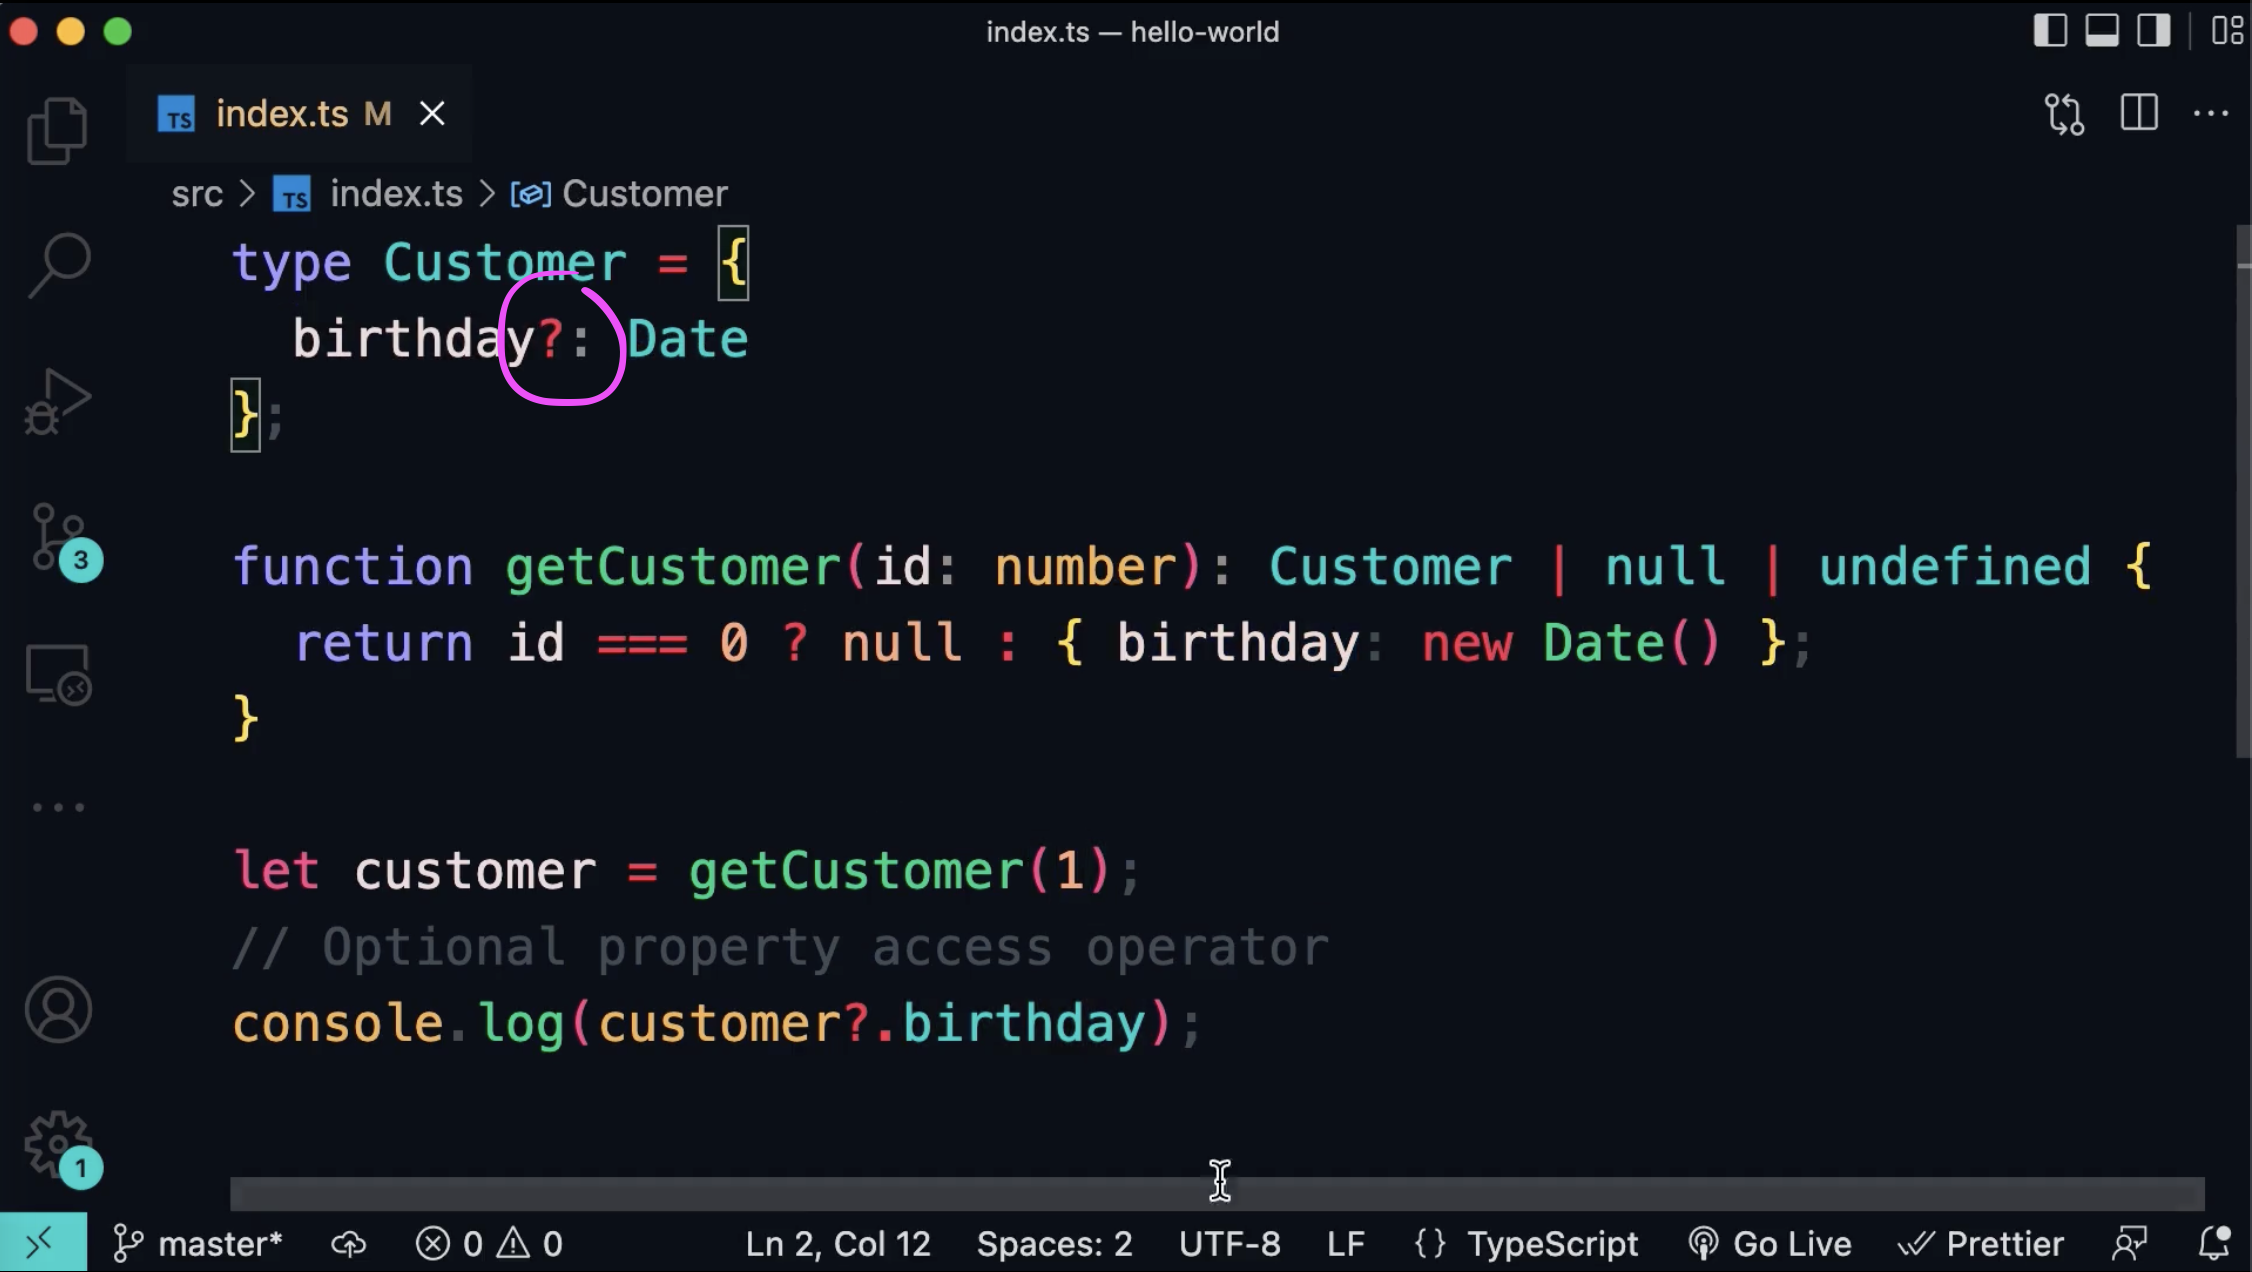 index.ts — hello-world
TS index.ts M
src > TS index.ts > Customer
type Customer = {
  birthday?: Date
};
function getCustomer(id: number): Customer | null | undefined {
  return id === 0 ? null : { birthday: new Date() };
}
let customer = getCustomer(1);
// Optional property access operator
console.log(customer?.birthday);
3
1
master* 0 0 Ln 2, Col 12 Spaces: 2 UTF-8 LF {} TypeScript Go Live Prettier